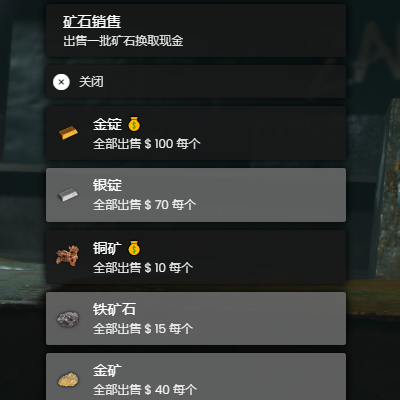 矿石销售
出售一批矿石换取现金
关闭
金锭
全部出售 $ 100 每个
银锭
全部出售 $ 70 每个
铜矿
全部出售 $ 10 每个
铁矿石
全部出售 $ 15 每个
金矿
全部出售 $ 40 每个